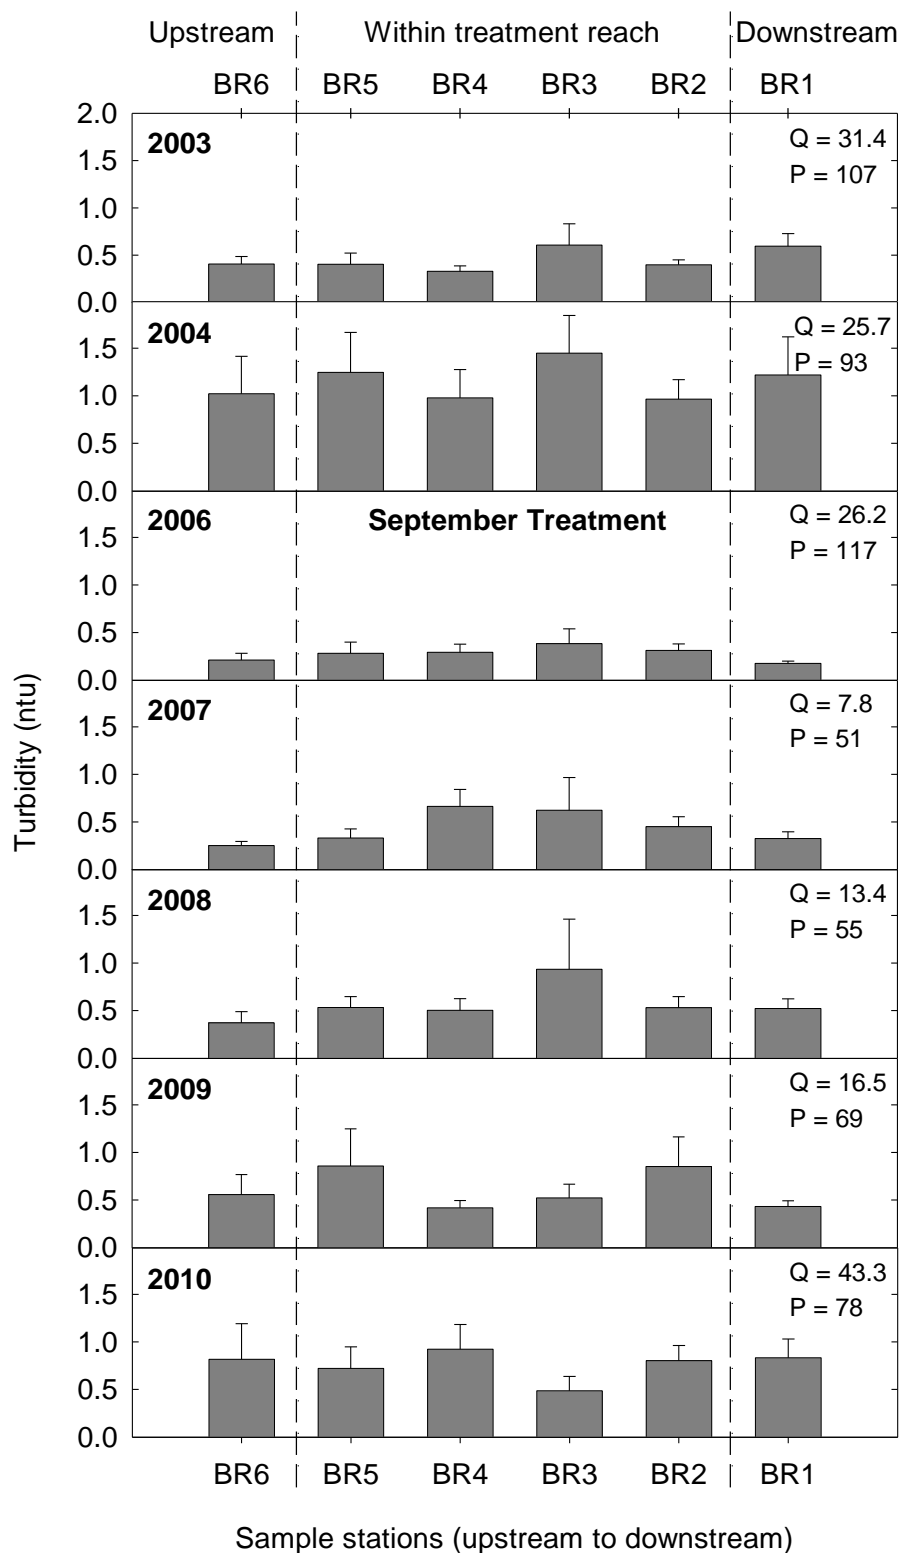 Upstream Within treatment reach Downstream
BR6 BR5 BR4 BR3 BR2 BR1
2.0
2003 Q = 31.4
1.5
P = 107
1.0
0.5
0.0
2004 Q = 25.7
1.5
P = 93
1.0
0.5
0.0
2006 September Treatment Q = 26.2
1.5
P = 117
1.0
0.5
0.0
2007 Q = 7.8
1.5
P = 51
1.0
0.5
0.0
2008 Q = 13.4
1.5
P = 55
1.0
0.5
0.0
2009 Q = 16.5
1.5
P = 69
1.0
0.5
0.0
2010 Q = 43.3
1.5
P = 78
1.0
0.5
0.0
Turbidity (ntu)
BR6 BR5 BR4 BR3 BR2 BR1
Sample stations (upstream to downstream)